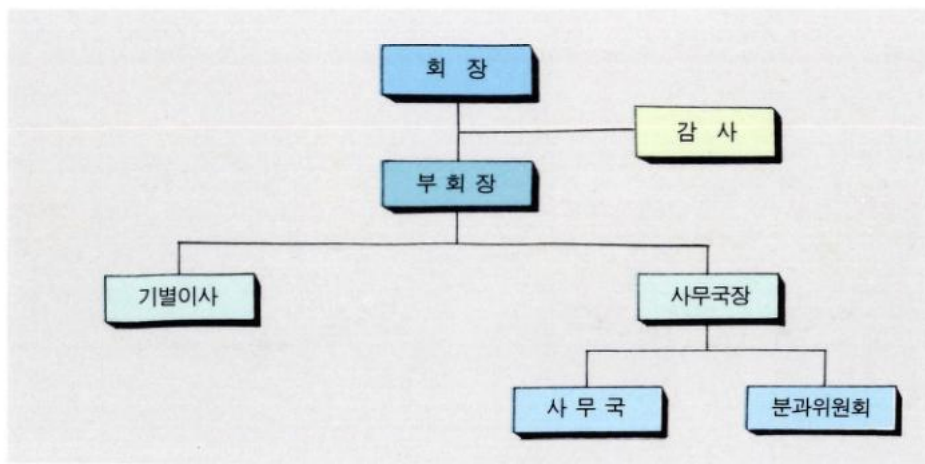 회 장
감 사
부 회 장
기별이사
사무국장
사 무 국
분과위원회